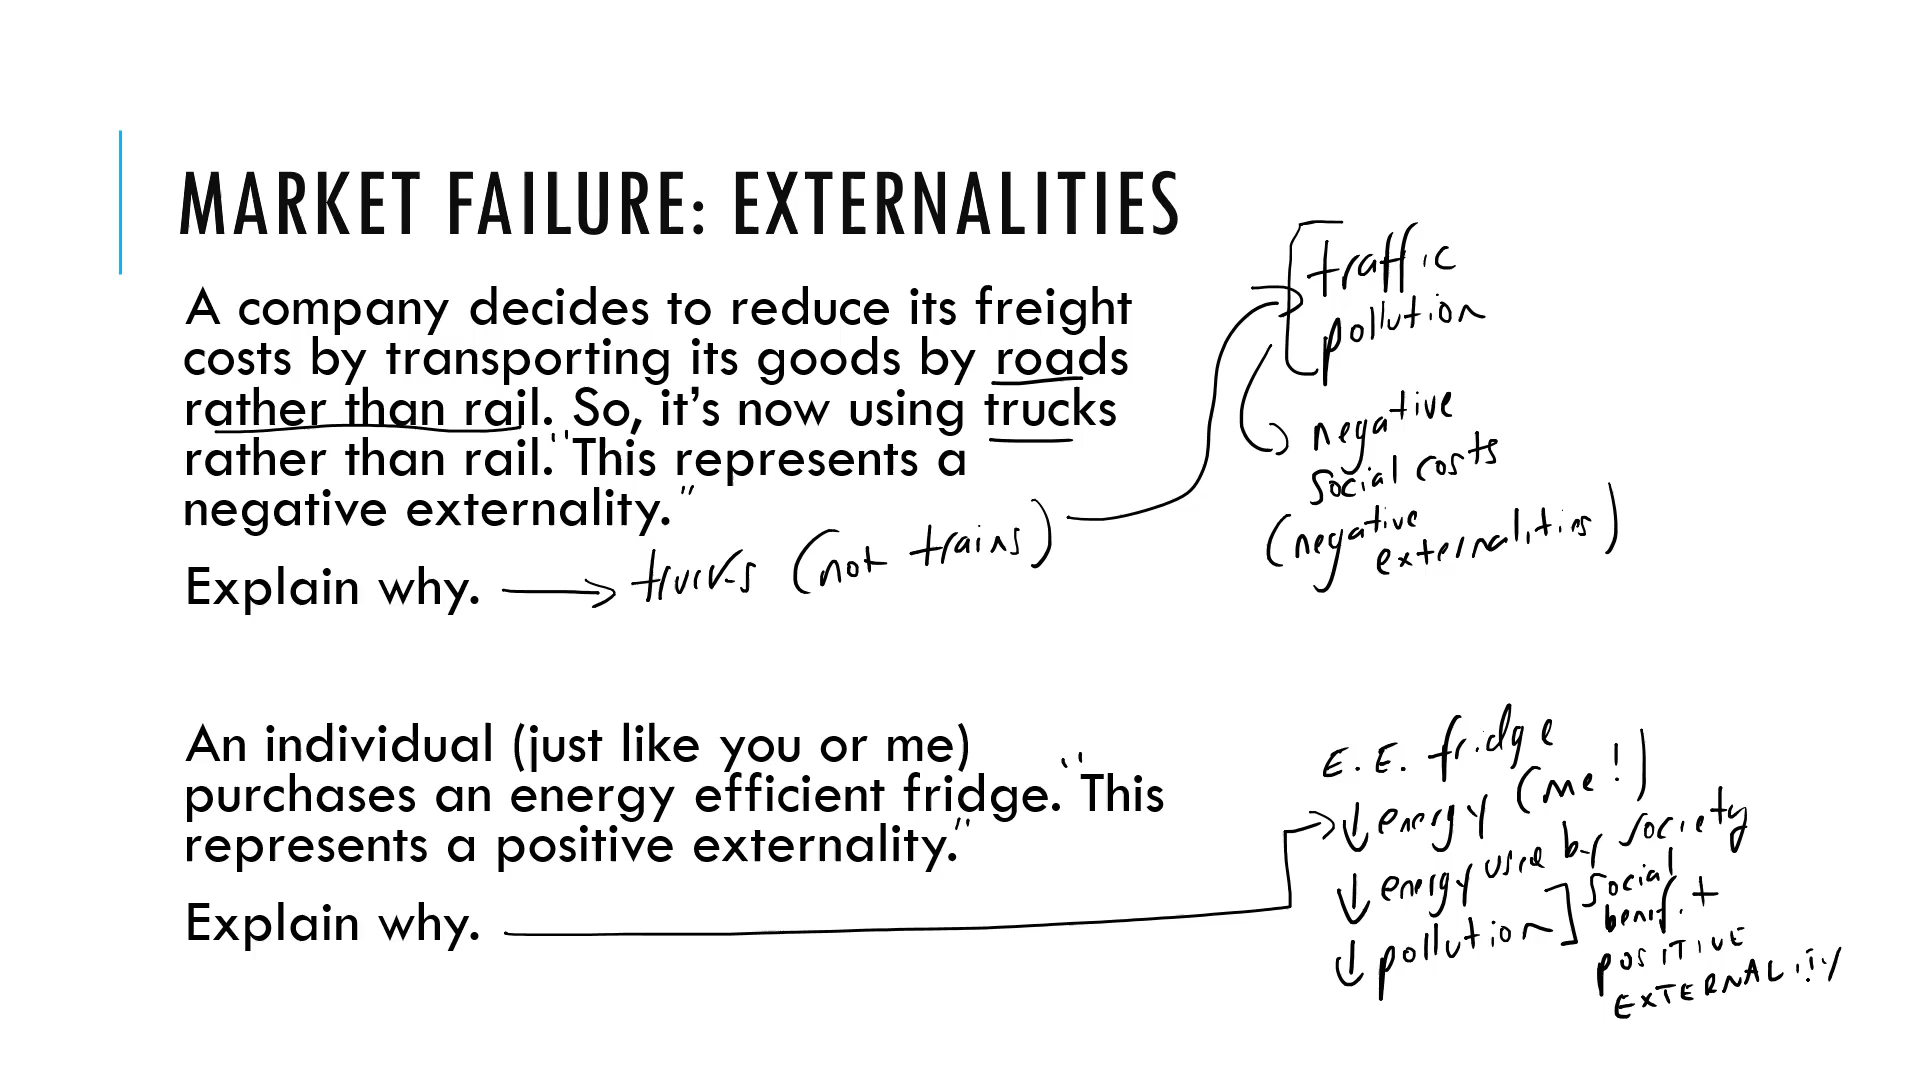 MARKET FAILURE: EXTERNALITIES
A company decides to reduce its freight
costs by transporting its goods by roads
rather than rail. So, it's now using trucks
rather than rail. "This represents a
negative externality."
Explain why. → trucks (not trains)
traffic
pollution
negative
social costs
(negative
externalities)
An individual (just like you or me)
purchases an energy efficient fridge. "This
represents a positive externality."
Explain why.
E.E. fridge
↓ energy (me!)
↓ energy used by society
↓ pollution] social
benefit
POSITIVE
EXTERNALITY